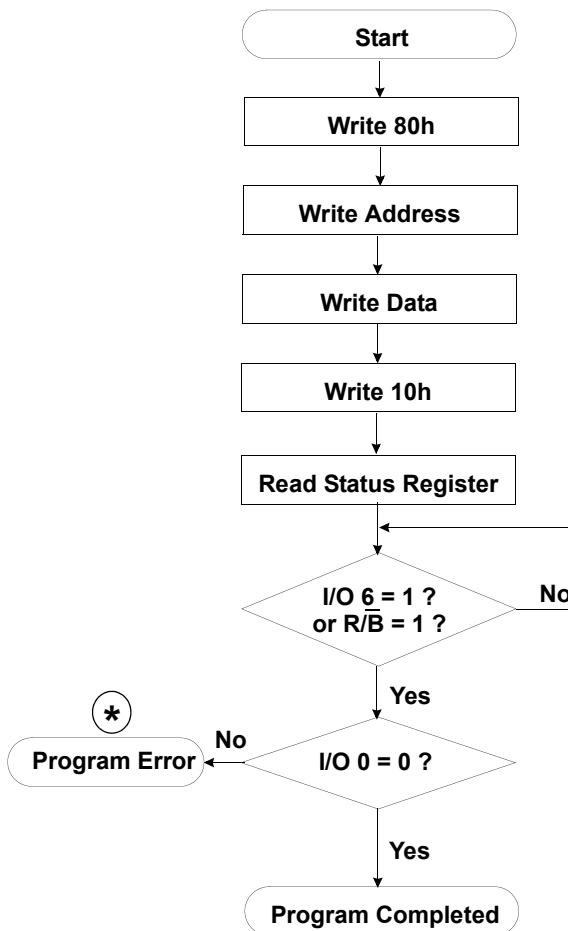 Start
Write 80h
Write Address
Write Data
Write 10h
Read Status Register
I/O 6 = 1 ?
or R/B̅ = 1 ?
No
Yes
*
No
Program Error
I/O 0 = 0 ?
Yes
Program Completed